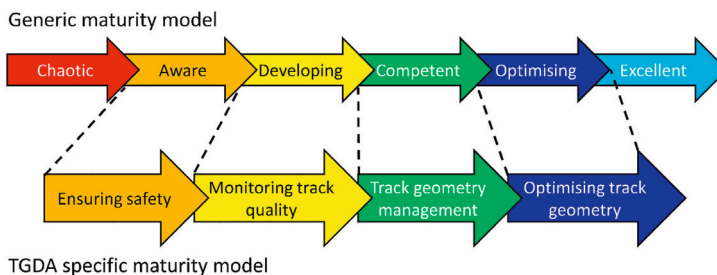 Generic maturity model
Chaotic
Aware
Developing
Competent
Optimising
Excellent
Ensuring safety
Monitoring track
quality
Track geometry
management
Optimising track
geometry
TGDA specific maturity model